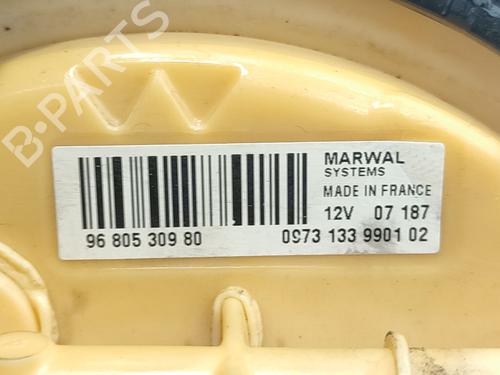 B-PARTS
MARWAL
SYSTEMS
MADE IN FRANCE
12V 07 187
96 805 309 80
0973 133 9901 02